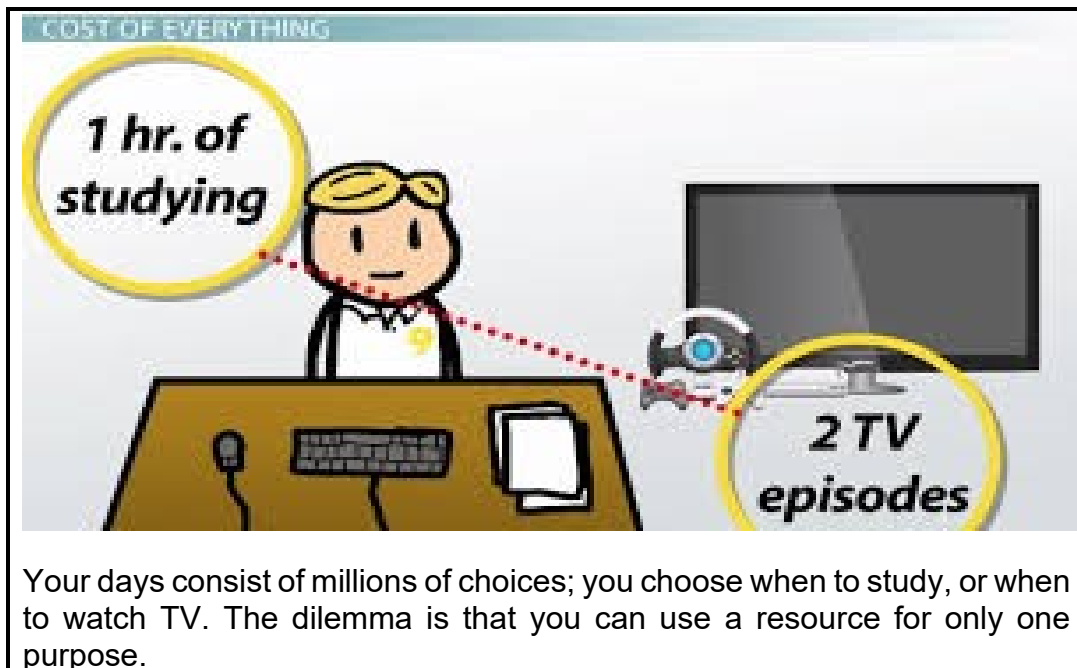 COST OF EVERYTHING
1 hr. of
studying
9
2 TV
episodes
Your days consist of millions of choices; you choose when to study, or when
to watch TV. The dilemma is that you can use a resource for only one
purpose.